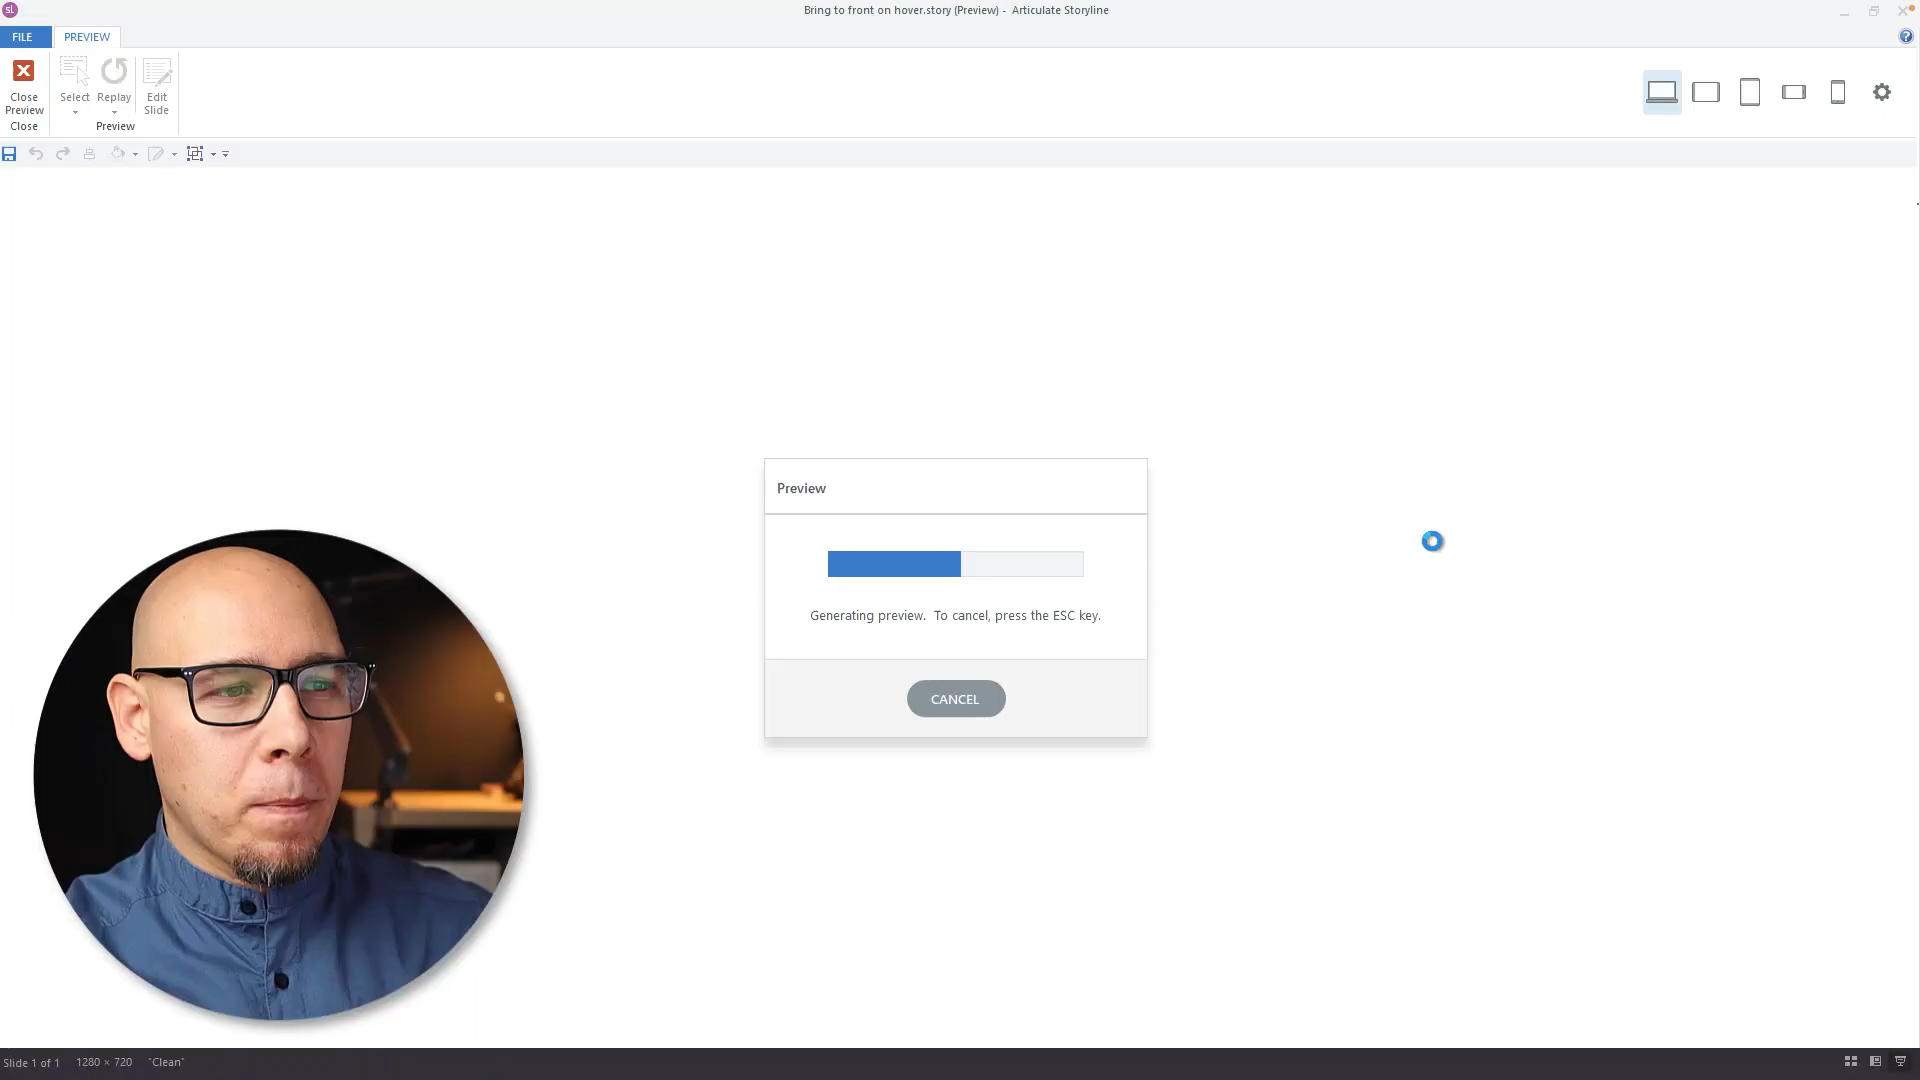 sl
Bring to front on hover.story (Preview) - Articulate Storyline
FILE
PREVIEW
?
Close
Preview
Select
Replay
Edit
Slide
Close
Preview
Preview
Generating preview. To cancel, press the ESC key.
CANCEL
Slide 1 of 1
1280 × 720
"Clean"